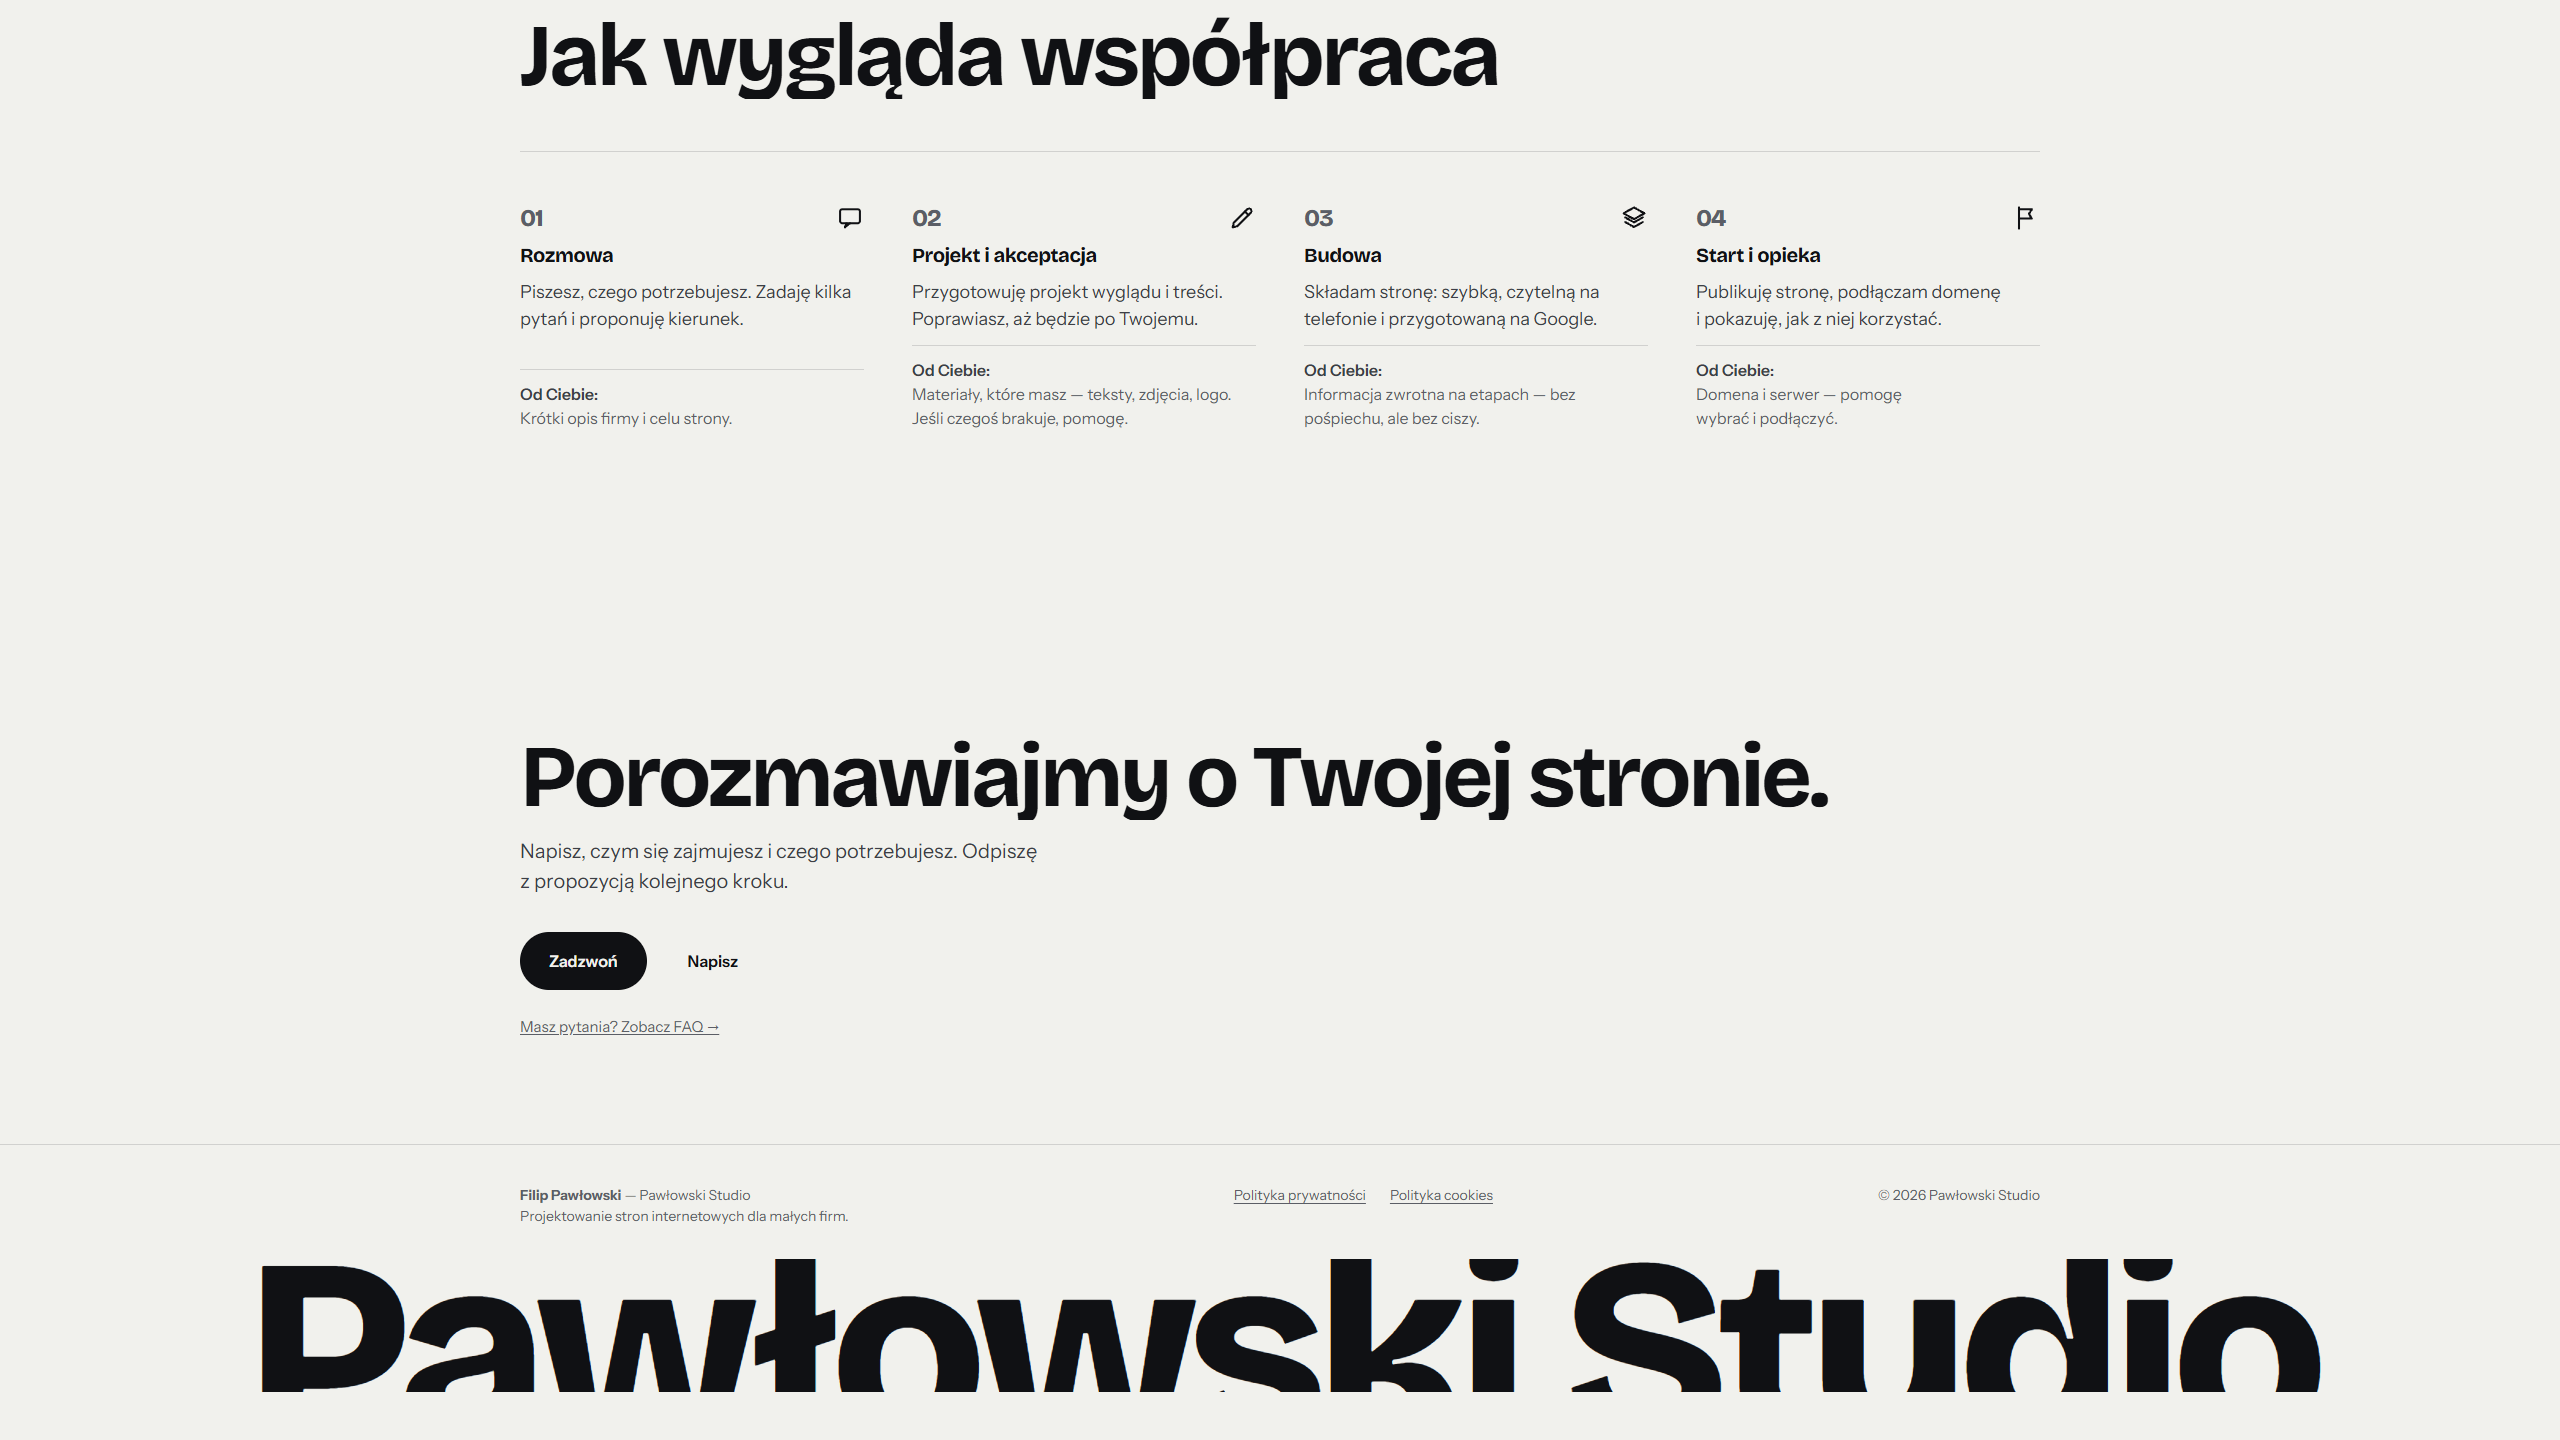 Jak wygląda współpraca
01
Rozmowa
Piszesz, czego potrzebujesz. Zadaję kilka
pytań i proponuję kierunek.
Od Ciebie:
Krótki opis firmy i celu strony.
02
Projekt i akceptacja
Przygotowuję projekt wyglądu i treści.
Poprawiasz, aż będzie po Twojemu.
Od Ciebie:
Materiały, które masz — teksty, zdjęcia, logo.
Jeśli czegoś brakuje, pomogę.
03
Budowa
Składam stronę: szybką, czytelną na
telefonie i przygotowaną na Google.
Od Ciebie:
Informacja zwrotna na etapach — bez
pośpiechu, ale bez ciszy.
04
Start i opieka
Publikuję stronę, podłączam domenę
i pokazuję, jak z niej korzystać.
Od Ciebie:
Domena i serwer — pomogę
wybrać i podłączyć.
Porozmawiajmy o Twojej stronie.
Napisz, czym się zajmujesz i czego potrzebujesz. Odpiszę
z propozycją kolejnego kroku.
Zadzwoń
Napisz
Masz pytania? Zobacz FAQ →
Filip Pawłowski — Pawłowski Studio
Projektowanie stron internetowych dla małych firm.
Polityka prywatności
Polityka cookies
© 2026 Pawłowski Studio
Pawłowski Studio